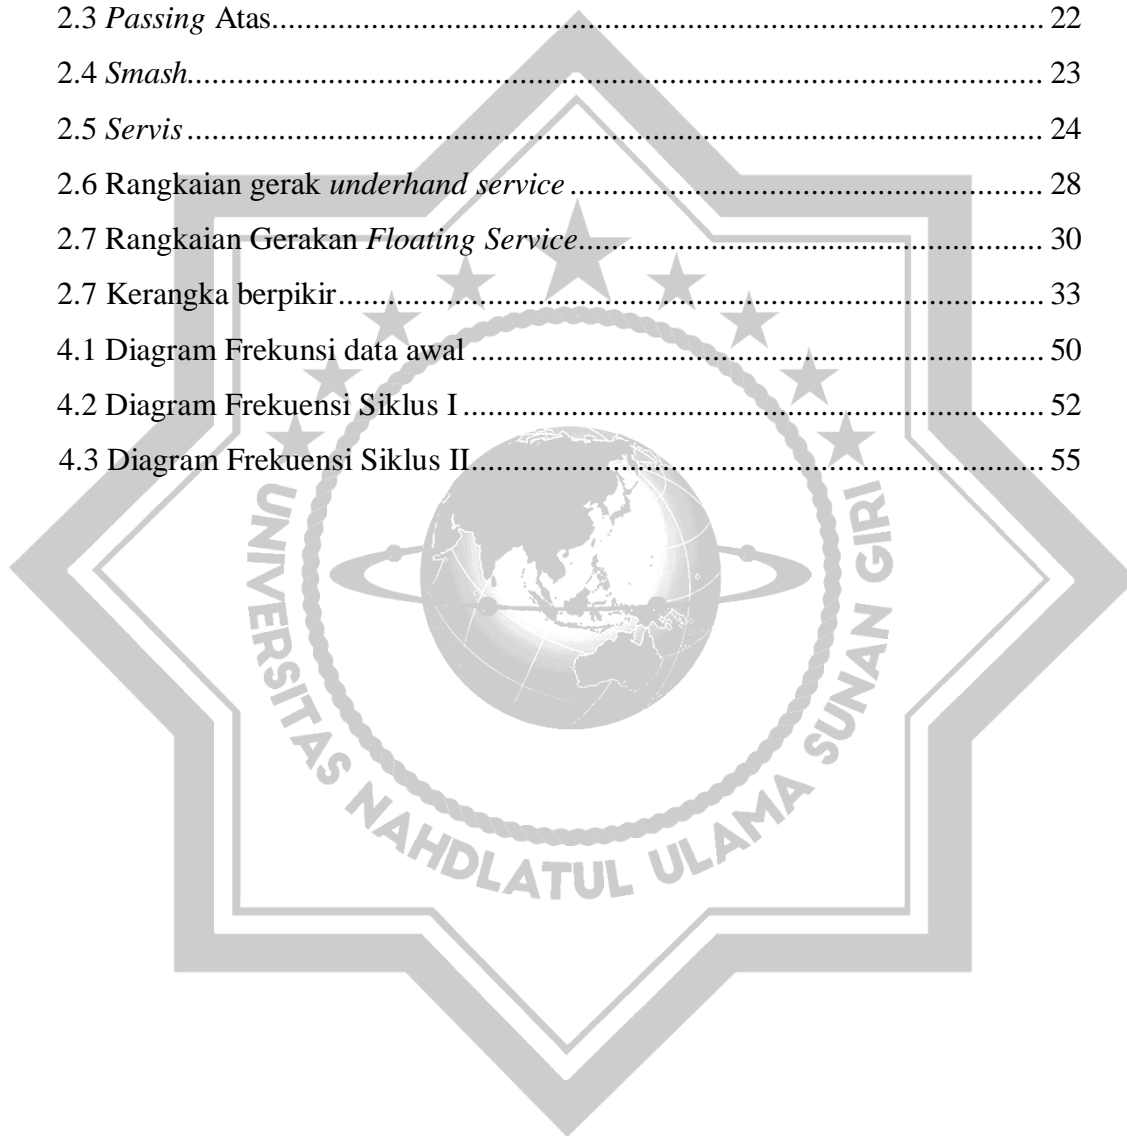 2.3 Passing Atas.......................................................................................... 22
2.4 Smash.................................................................................................... 23
2.5 Servis .................................................................................................... 24
2.6 Rangkaian gerak underhand service ....................................................... 28
2.7 Rangkaian Gerakan Floating Service...................................................... 30
2.7 Kerangka berpikir................................................................................... 33
4.1 Diagram Frekunsi data awal ................................................................... 50
4.2 Diagram Frekuensi Siklus I .................................................................... 52
4.3 Diagram Frekuensi Siklus II................................................................... 55
UNIVERSITAS NAHDLATUL ULAMA SUNAN GIRI